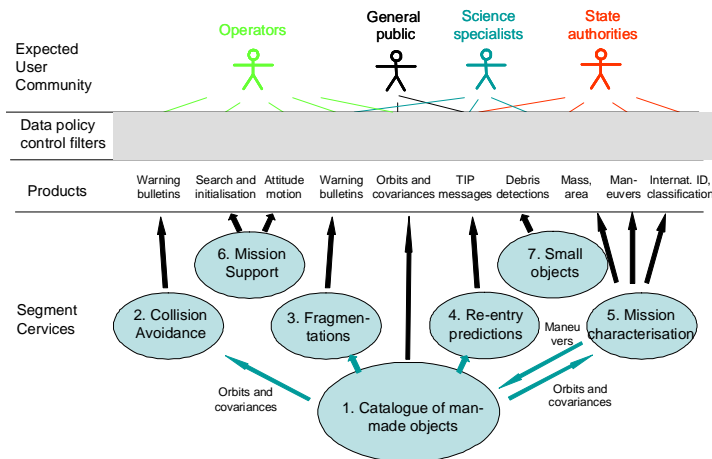 Expected
User
Community
Operators
General
public
Science
specialists
State
authorities
Data policy
control filters
Products
Warning
bulletins
Search and
initialisation
Attitude
motion
Warning
bulletins
Orbits and
covariances
TIP
messages
Debris
detections
Mass,
area
Man-
euvers
Internat. ID,
classification
Segment
Cervices
6. Mission
Support
7. Small
objects
2. Collision
Avoidance
3. Fragmen-
tations
4. Re-entry
predictions
5. Mission
characterisation
Maneu
vers
Orbits and
covariances
Orbits and
covariances
1. Catalogue of man-
made objects